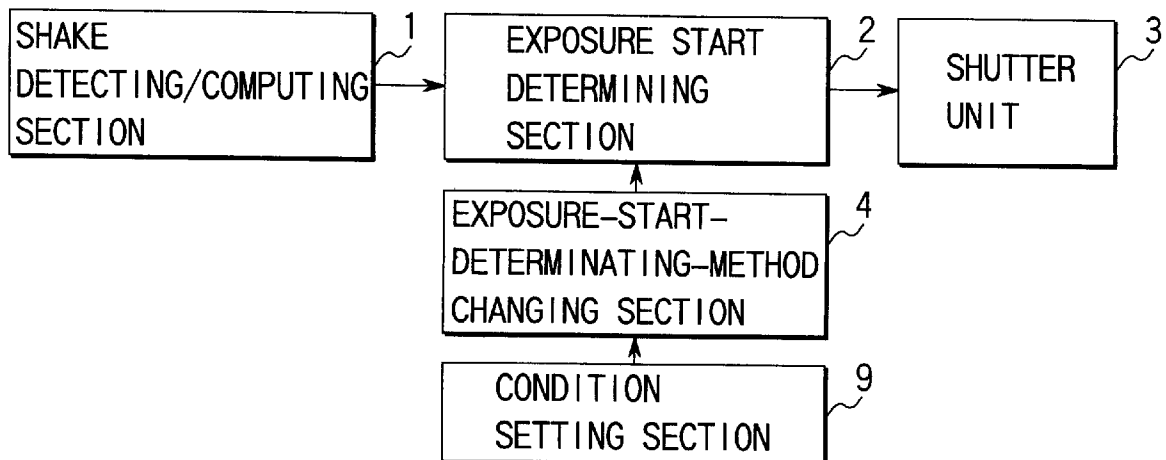 SHAKE
DETECTING/COMPUTING
SECTION
1
EXPOSURE START
DETERMINING
SECTION
2
SHUTTER
UNIT
3
EXPOSURE-START-
DETERMINATING-METHOD
CHANGING SECTION
4
CONDITION
SETTING SECTION
9